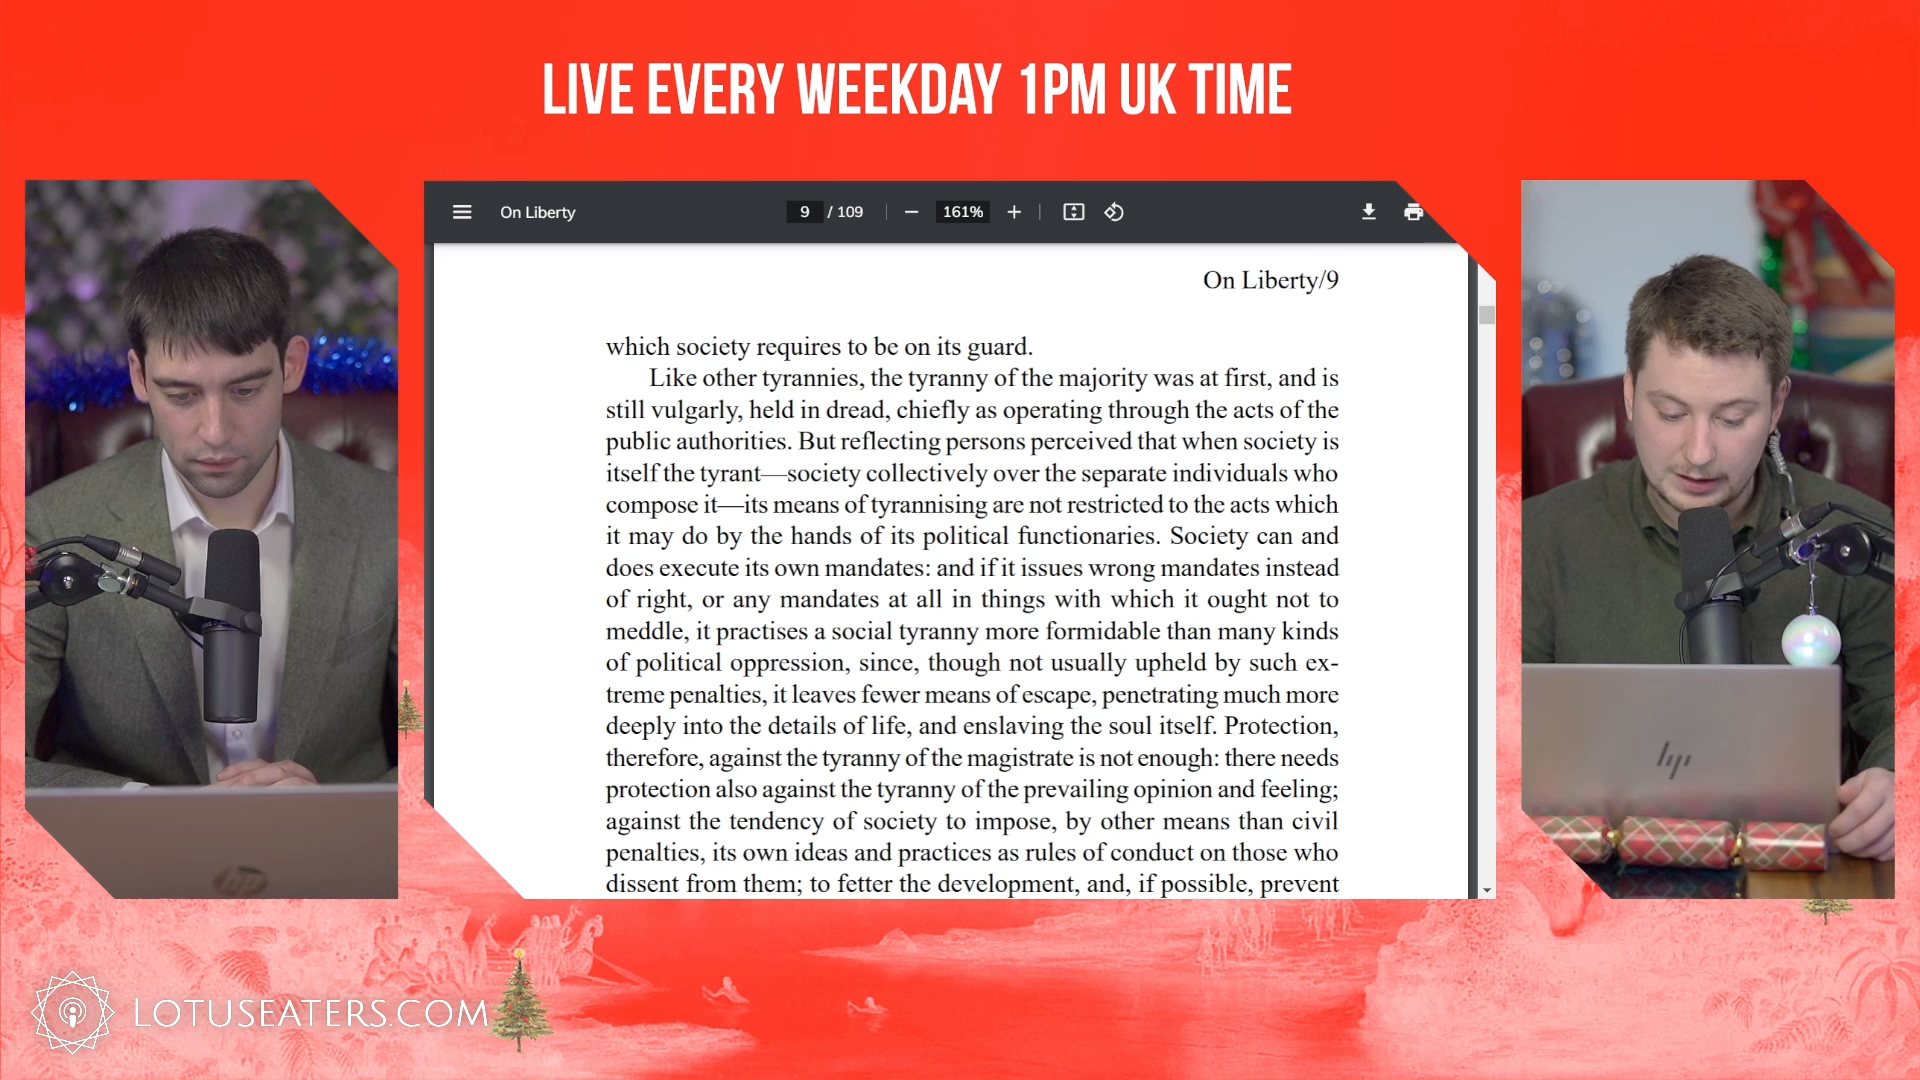 LIVE EVERY WEEKDAY 1PM UK TIME
On Liberty
9 / 109
161%
On Liberty/9
which society requires to be on its guard.
Like other tyrannies, the tyranny of the majority was at first, and is
still vulgarly, held in dread, chiefly as operating through the acts of the
public authorities. But reflecting persons perceived that when society is
itself the tyrant—society collectively over the separate individuals who
compose it—its means of tyrannising are not restricted to the acts which
it may do by the hands of its political functionaries. Society can and
does execute its own mandates: and if it issues wrong mandates instead
of right, or any mandates at all in things with which it ought not to
meddle, it practises a social tyranny more formidable than many kinds
of political oppression, since, though not usually upheld by such ex-
treme penalties, it leaves fewer means of escape, penetrating much more
deeply into the details of life, and enslaving the soul itself. Protection,
therefore, against the tyranny of the magistrate is not enough: there needs
protection also against the tyranny of the prevailing opinion and feeling;
against the tendency of society to impose, by other means than civil
penalties, its own ideas and practices as rules of conduct on those who
dissent from them; to fetter the development, and, if possible, prevent
hp
hp
LOTUSEATERS.COM